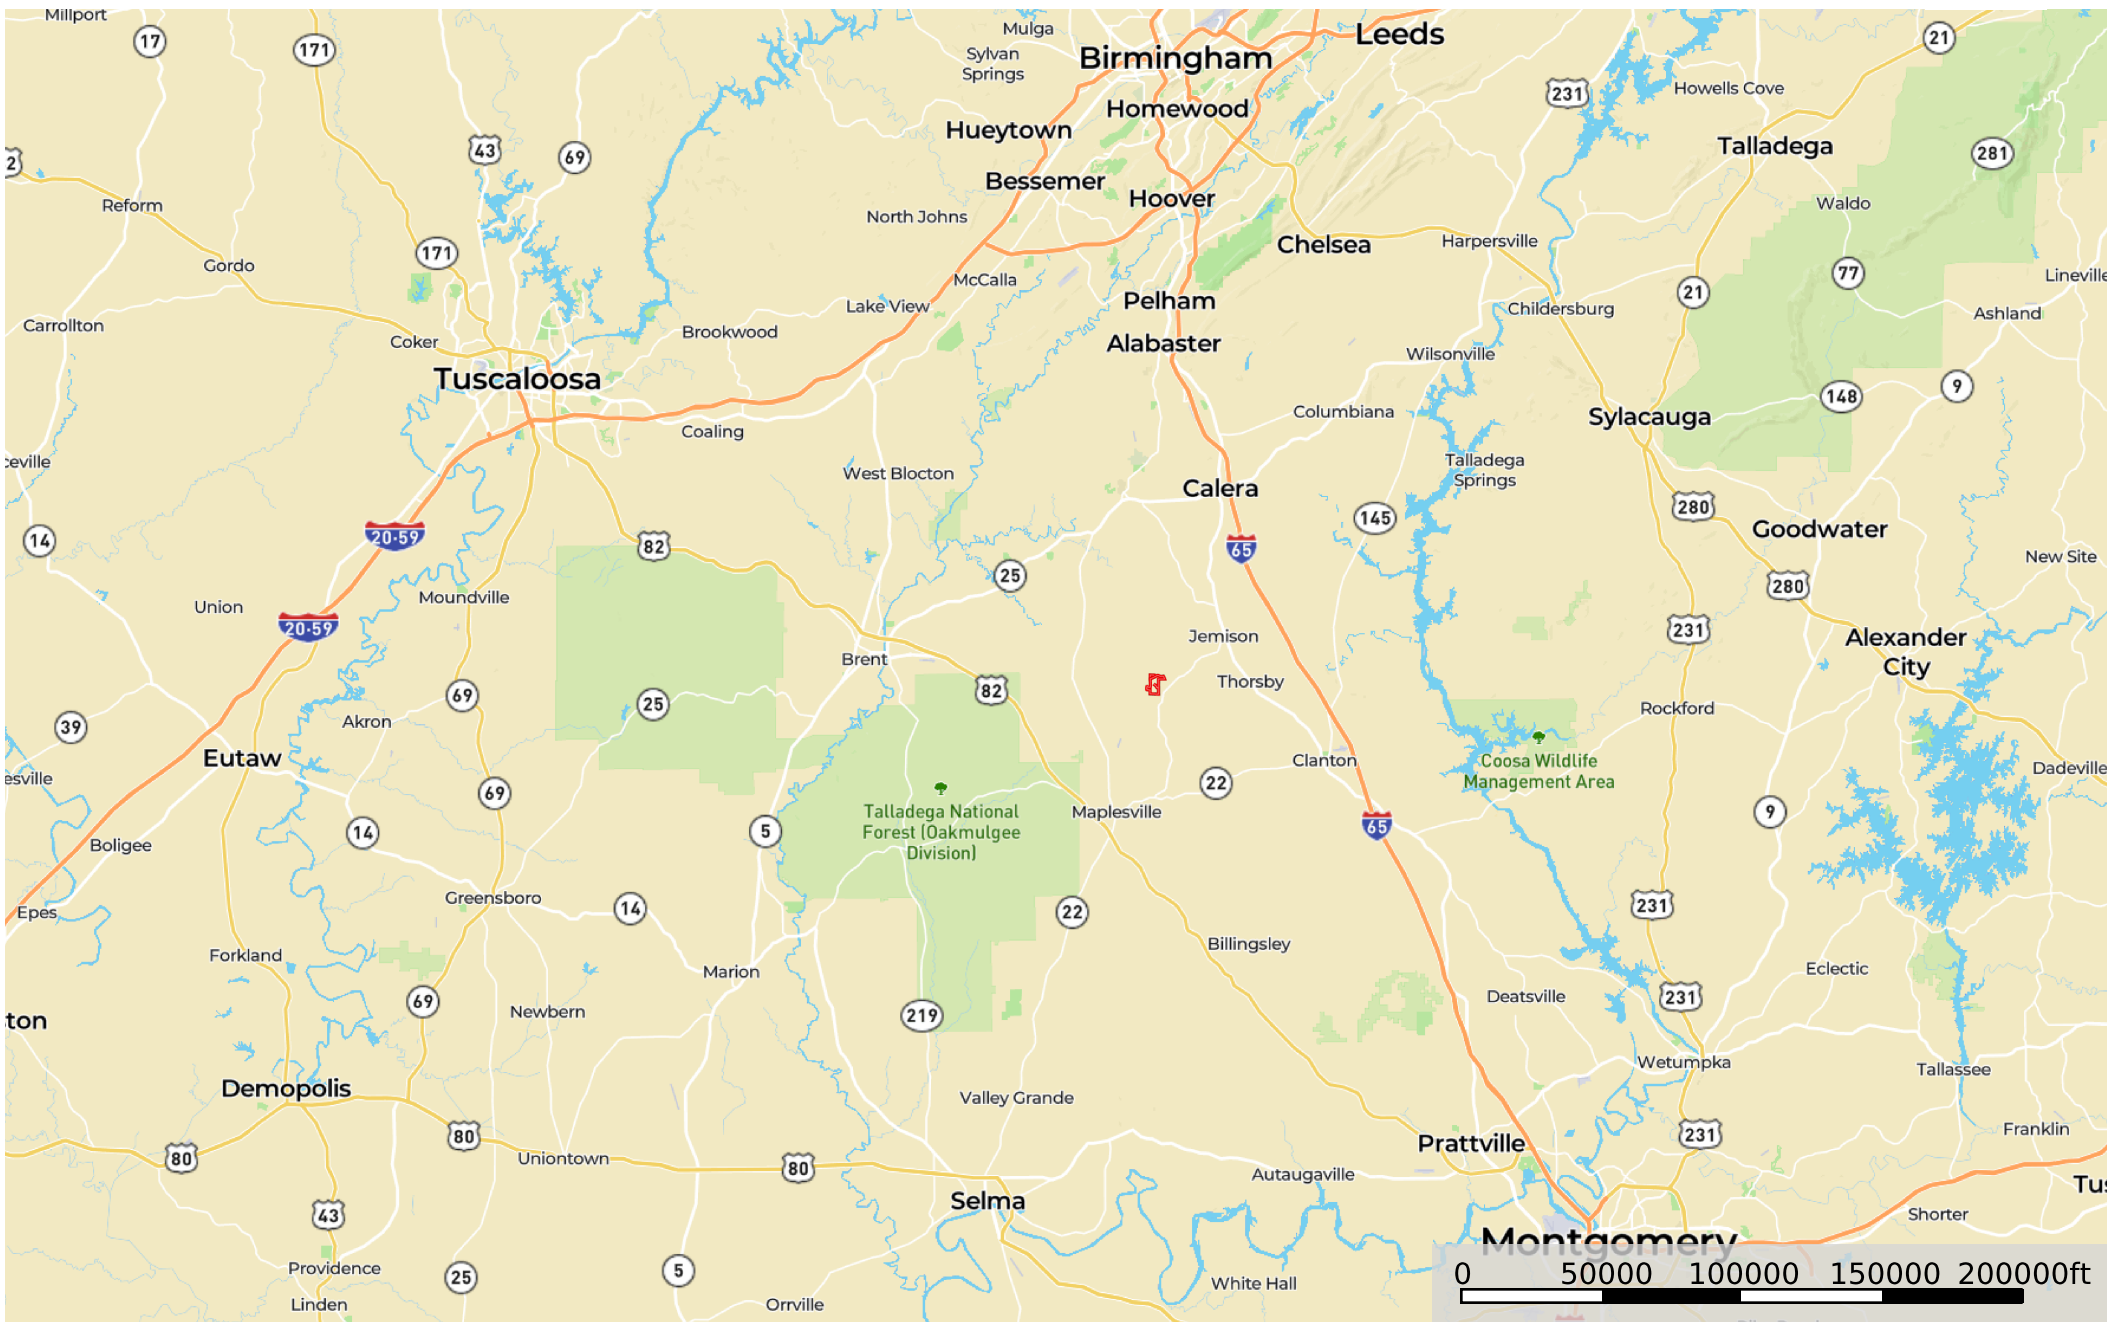 Millport
17
171
Mulga
Sylvan
Springs
Birmingham
Leeds
21
Homewood
231
Howells Cove
Hueytown
43
69
2
Talladega
281
Bessemer
Hoover
Reform
North Johns
Waldo
Chelsea
Harpersville
171
Gordo
McCalla
77
Lineville
Pelham
21
Lake View
Childersburg
Ashland
Carrollton
Brookwood
Coker
Alabaster
Wilsonville
Tuscaloosa
148
9
Columbiana
Sylacauga
Coaling
ceville
West Blocton
Talladega
Springs
Calera
280
145
Goodwater
14
20-59
82
65
New Site
25
280
Union
Moundville
20-59
Jemison
231
Alexander
City
Brent
Thorsby
82
69
25
Rockford
39
Akron
Eutaw
Clanton
Coosa Wildlife
Management Area
Dadeville
esville
22
69
Talladega National
Forest (Oakmulgee
Division)
Maplesville
9
14
5
65
Boligee
Greensboro
14
22
231
Epes
Billingsley
Forkland
Marion
Eclectic
69
Newbern
Deatsville
231
ton
219
Wetumpka
Tallassee
Demopolis
Valley Grande
80
80
Uniontown
80
Prattville
231
Franklin
Autaugaville
Tus
Selma
43
Shorter
Montgomery
Providence
25
5
White Hall
0 50000 100000 150000 200000ft
Linden
Orrville